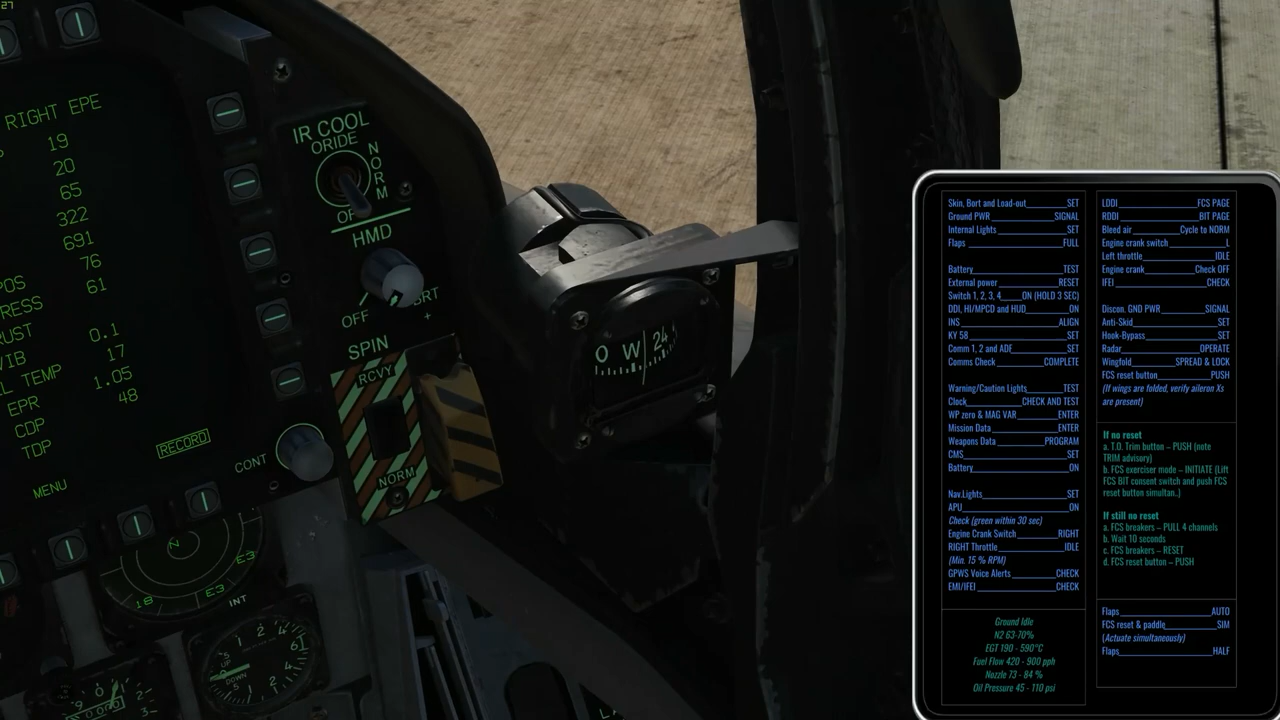 27
RIGHT EPE
19
20
65
322
691
POS 76
RESS 61
RUST 0.1
VIB 17
L TEMP 1.05
EPR 48
CDP
TDP
RECORD
MENU
IR COOL
ORIDE
NORM
OFF
HMD
OFF
BRT
+
SPIN
RCVY
NORM
CONT
W 24
N
E3
E3
18
INT
UP
DOWN
Skin, Bort and Load-out SET
Ground PWR SIGNAL
Internal Lights SET
Flaps FULL
Battery TEST
External power RESET
Switch 1, 2, 3, 4 ON (HOLD 3 SEC)
DDI, HI/MPCD and HUD ON
INS ALIGN
KY 58 SET
Comm 1, 2 and ADF SET
Comms Check COMPLETE
Warning/Caution Lights TEST
Clock CHECK AND TEST
WP zero & MAG VAR ENTER
Mission Data ENTER
Weapons Data PROGRAM
CMS SET
Battery ON
Nav.Lights SET
APU ON
Check (green within 30 sec)
Engine Crank Switch RIGHT
RIGHT Throttle IDLE
(Min. 15 % RPM)
GPWS Voice Alerts CHECK
EMI/IFEI CHECK
Ground Idle
N2 63-70%
EGT 190 - 590°C
Fuel Flow 420 - 900 pph
Nozzle 73 - 84 %
Oil Pressure 45 - 110 psi
LDDI FCS PAGE
RDDI BIT PAGE
Bleed air Cycle to NORM
Engine crank switch L
Left throttle IDLE
Engine crank Check OFF
IFEI CHECK
Discon. GND PWR SIGNAL
Anti-Skid SET
Hook-Bypass SET
Radar OPERATE
Wingfold SPREAD & LOCK
FCS reset button PUSH
(If wings are folded, verify aileron Xs
are present)
If no reset
a. T.O. Trim button – PUSH (note
TRIM advisory)
b. FCS exerciser mode – INITIATE (Lift
FCS BIT consent switch and push FCS
reset button simultan..)
If still no reset
a. FCS breakers – PULL 4 channels
b. Wait 10 seconds
c. FCS breakers – RESET
d. FCS reset button – PUSH
Flaps AUTO
FCS reset & paddle SIM
(Actuate simultaneously)
Flaps HALF